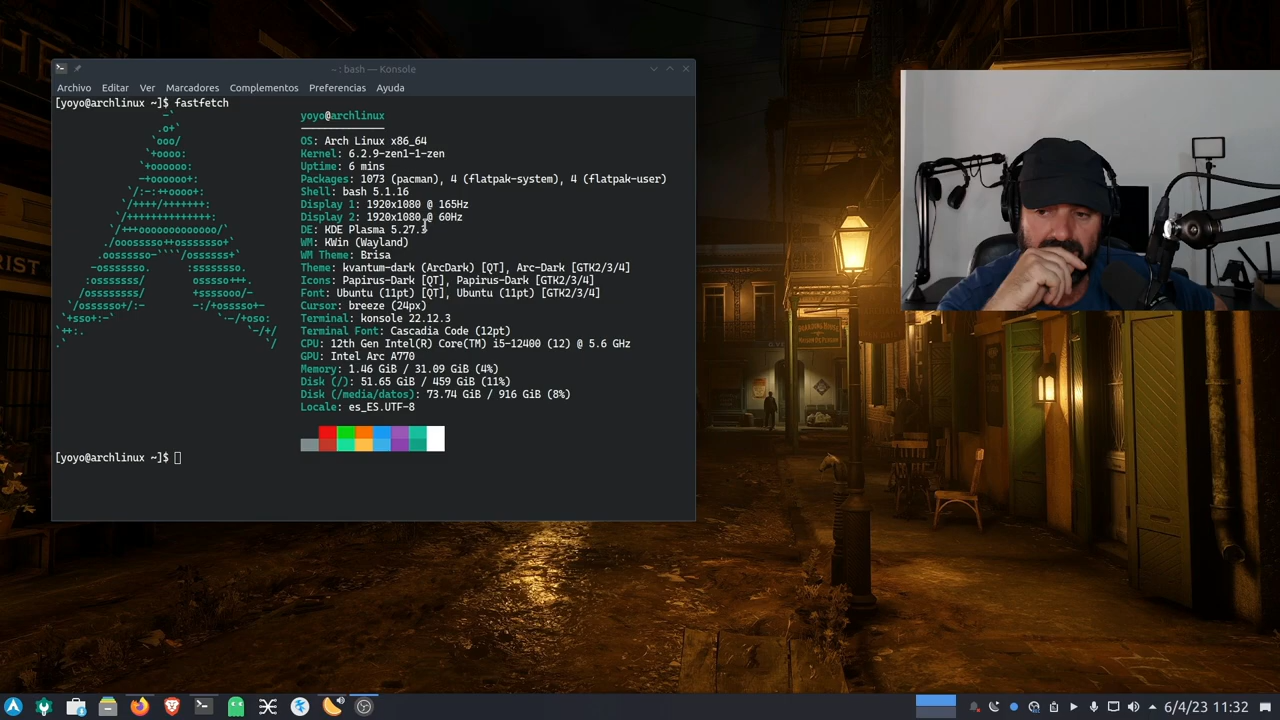 ~ : bash — Konsole
Archivo Editar Ver Marcadores Complementos Preferencias Ayuda
[yoyo@archlinux ~]$ fastfetch
yoyo@archlinux
OS: Arch Linux x86_64
Kernel: 6.2.9-zen1-1-zen
Uptime: 6 mins
Packages: 1073 (pacman), 4 (flatpak-system), 4 (flatpak-user)
Shell: bash 5.1.16
Display 1: 1920x1080 @ 165Hz
Display 2: 1920x1080 @ 60Hz
DE: KDE Plasma 5.27.3
WM: KWin (Wayland)
WM Theme: Brisa
Theme: kvantum-dark (ArcDark) [QT], Arc-Dark [GTK2/3/4]
Icons: Papirus-Dark [QT], Papirus-Dark [GTK2/3/4]
Font: Ubuntu (11pt) [QT], Ubuntu (11pt) [GTK2/3/4]
Cursor: breeze (24px)
Terminal: konsole 22.12.3
Terminal Font: Cascadia Code (12pt)
CPU: 12th Gen Intel(R) Core(TM) i5-12400 (12) @ 5.6 GHz
GPU: Intel Arc A770
Memory: 1.46 GiB / 31.09 GiB (4%)
Disk (/): 51.65 GiB / 459 GiB (11%)
Disk (/media/datos): 73.74 GiB / 916 GiB (8%)
Locale: es_ES.UTF-8
[yoyo@archlinux ~]$
6/4/23 11:32